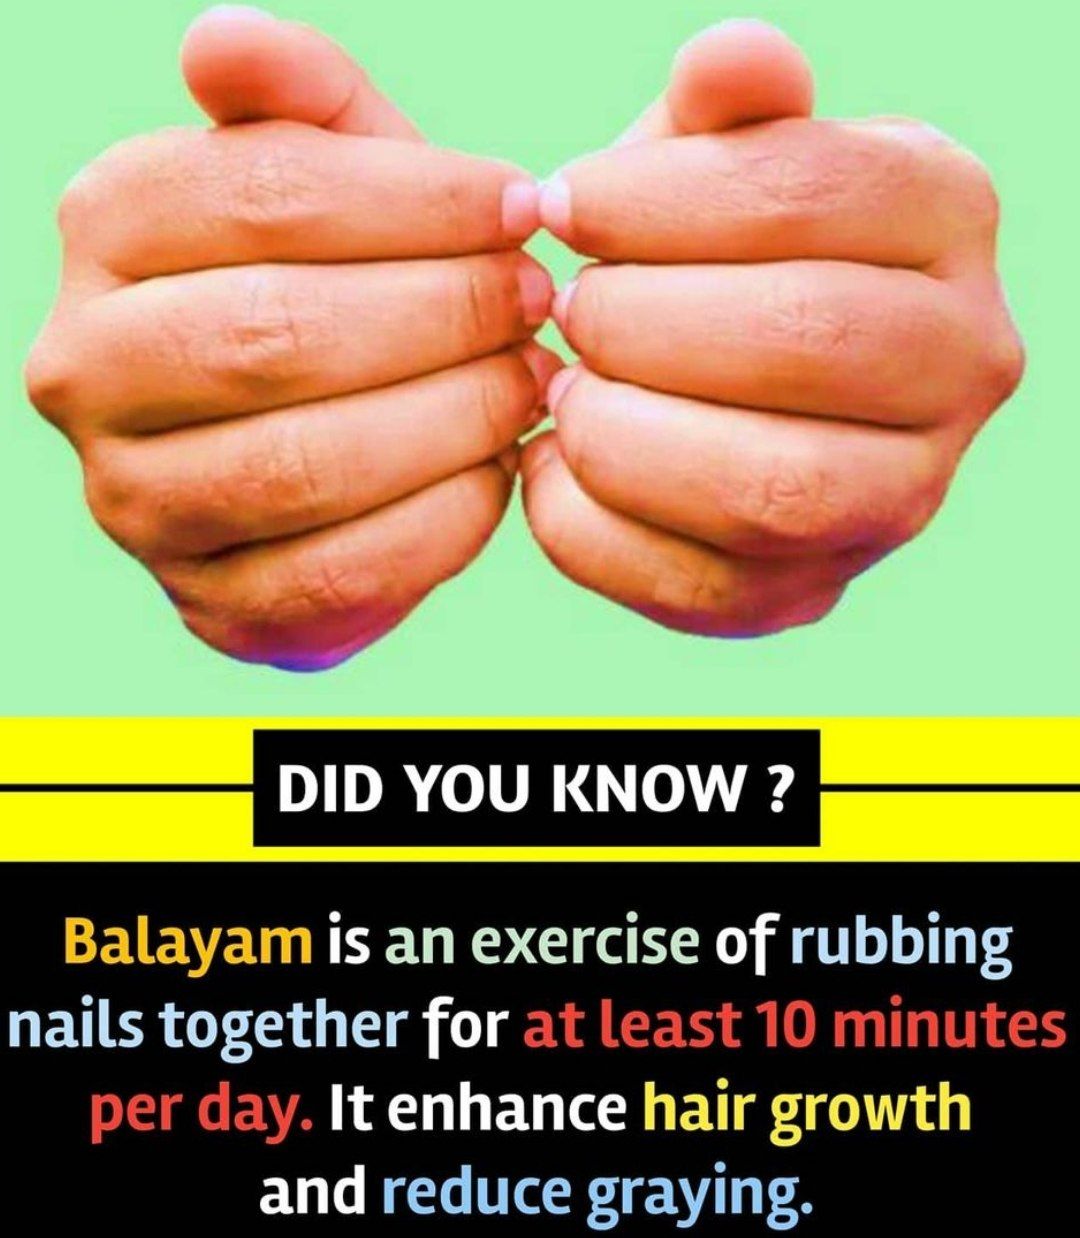 DID YOU KNOW ?
Balayam is an exercise of rubbing
nails together for at least 10 minutes
per day. It enhance hair growth
and reduce graying.